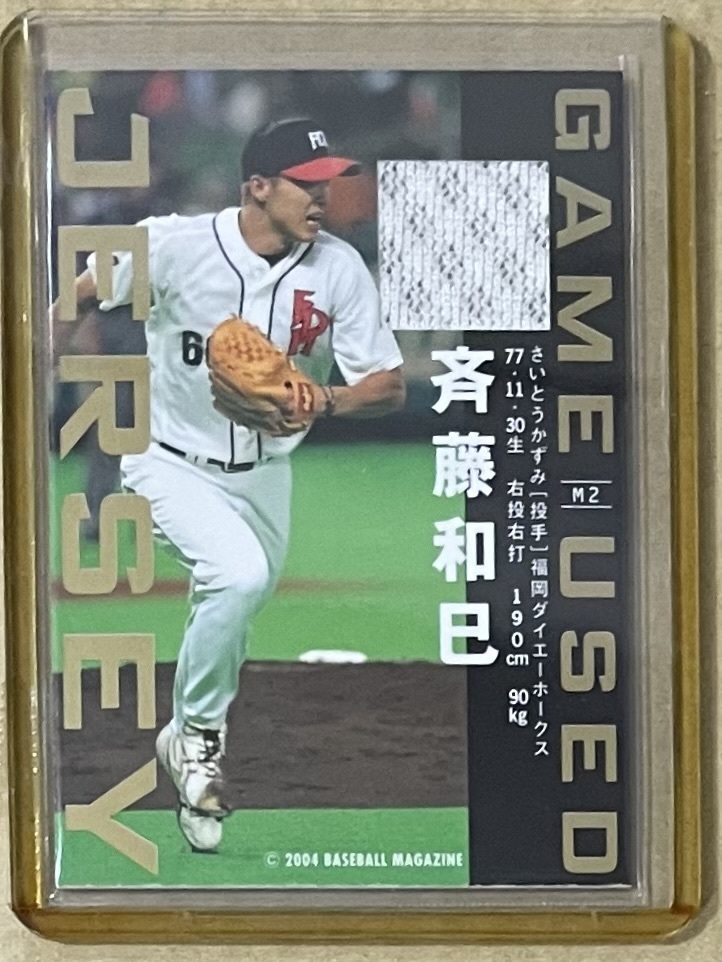 GAME USED
M2
JERSEY
さいとうかずみ[投手]福岡ダイエーホークス
77・11・30生 右投右打 190cm 90kg
斉藤和巳
© 2004 BASEBALL MAGAZINE